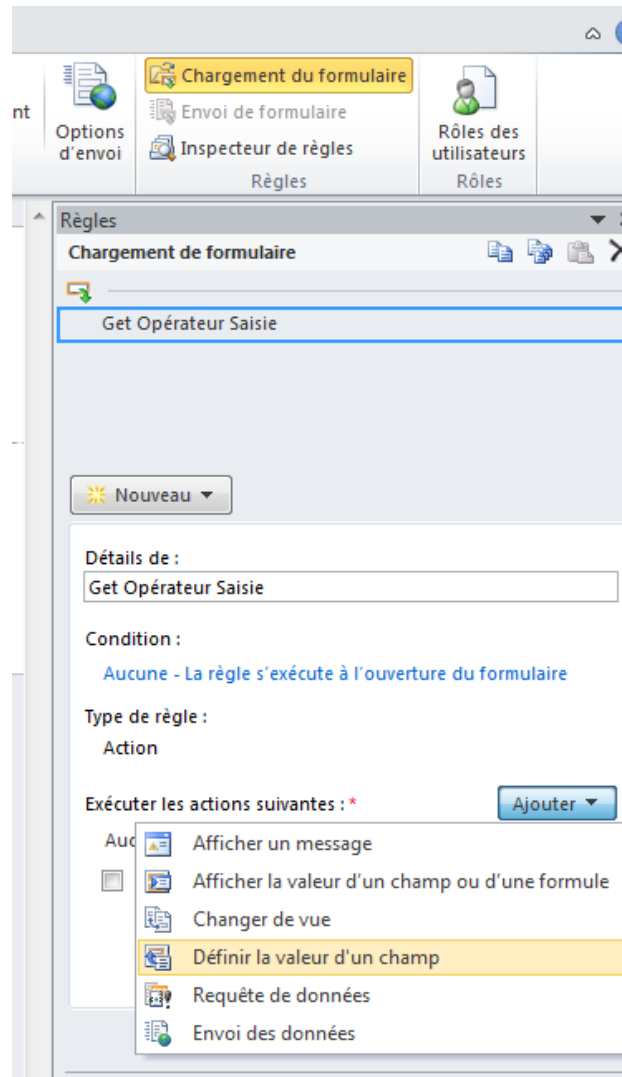 nt
Options
d'envoi
Chargement du formulaire
Envoi de formulaire
Inspecteur de règles
Règles
Rôles des
utilisateurs
Rôles
Règles
Chargement de formulaire
Get Opérateur Saisie
Nouveau
Détails de :
Get Opérateur Saisie
Condition :
Aucune - La règle s'exécute à l'ouverture du formulaire
Type de règle :
Action
Exécuter les actions suivantes : *
Ajouter
Auc
Afficher un message
Afficher la valeur d'un champ ou d'une formule
Changer de vue
Définir la valeur d'un champ
Requête de données
Envoi des données